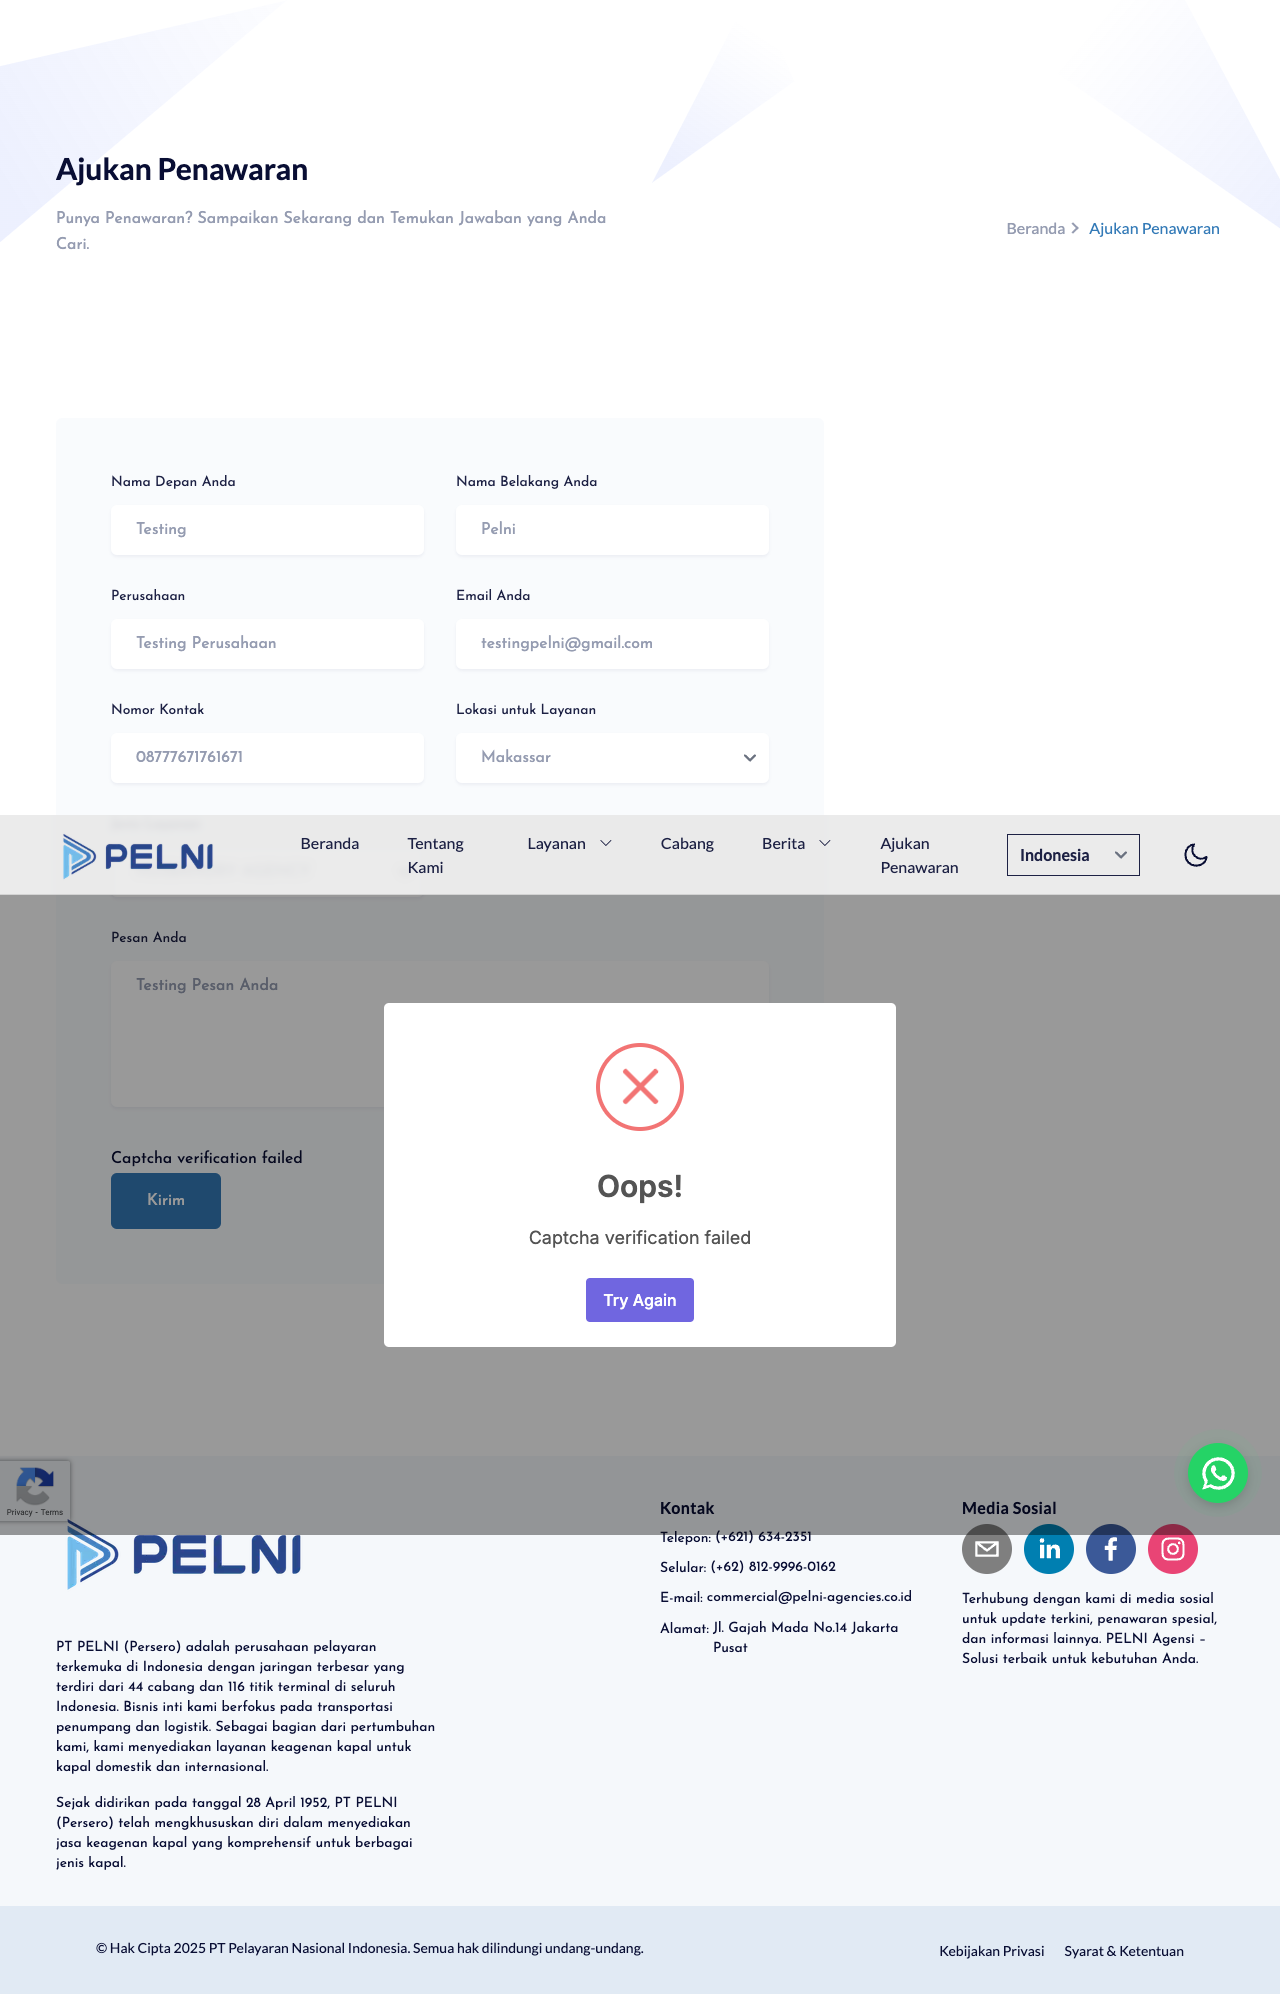 Ajukan Penawaran
Punya Penawaran? Sampaikan Sekarang dan Temukan Jawaban yang Anda
Cari.
Beranda
Ajukan Penawaran
Nama Depan Anda
Nama Belakang Anda
Testing
Pelni
Perusahaan
Email Anda
Testing Perusahaan
testingpelni@gmail.com
Nomor Kontak
Lokasi untuk Layanan
08777671761671
Makassar
PELNI
Beranda
Tentang
Kami
Layanan
Cabang
Berita
Ajukan
Penawaran
Indonesia
Pesan Anda
Testing Pesan Anda
Captcha verification failed
Kirim
Oops!
Captcha verification failed
Try Again
Privacy - Terms
PELNI
PT PELNI (Persero) adalah perusahaan pelayaran
terkemuka di Indonesia dengan jaringan terbesar yang
terdiri dari 44 cabang dan 116 titik terminal di seluruh
Indonesia. Bisnis inti kami berfokus pada transportasi
penumpang dan logistik. Sebagai bagian dari pertumbuhan
kami, kami menyediakan layanan keagenan kapal untuk
kapal domestik dan internasional.
Sejak didirikan pada tanggal 28 April 1952, PT PELNI
(Persero) telah mengkhususkan diri dalam menyediakan
jasa keagenan kapal yang komprehensif untuk berbagai
jenis kapal.
Kontak
Telepon: (+621) 634-2351
Selular: (+62) 812-9996-0162
E-mail: commercial@pelni-agencies.co.id
Alamat: Jl. Gajah Mada No.14 Jakarta
Pusat
Media Sosial
Terhubung dengan kami di media sosial
untuk update terkini, penawaran spesial,
dan informasi lainnya. PELNI Agensi –
Solusi terbaik untuk kebutuhan Anda.
© Hak Cipta 2025 PT Pelayaran Nasional Indonesia. Semua hak dilindungi undang-undang.
Kebijakan Privasi
Syarat & Ketentuan